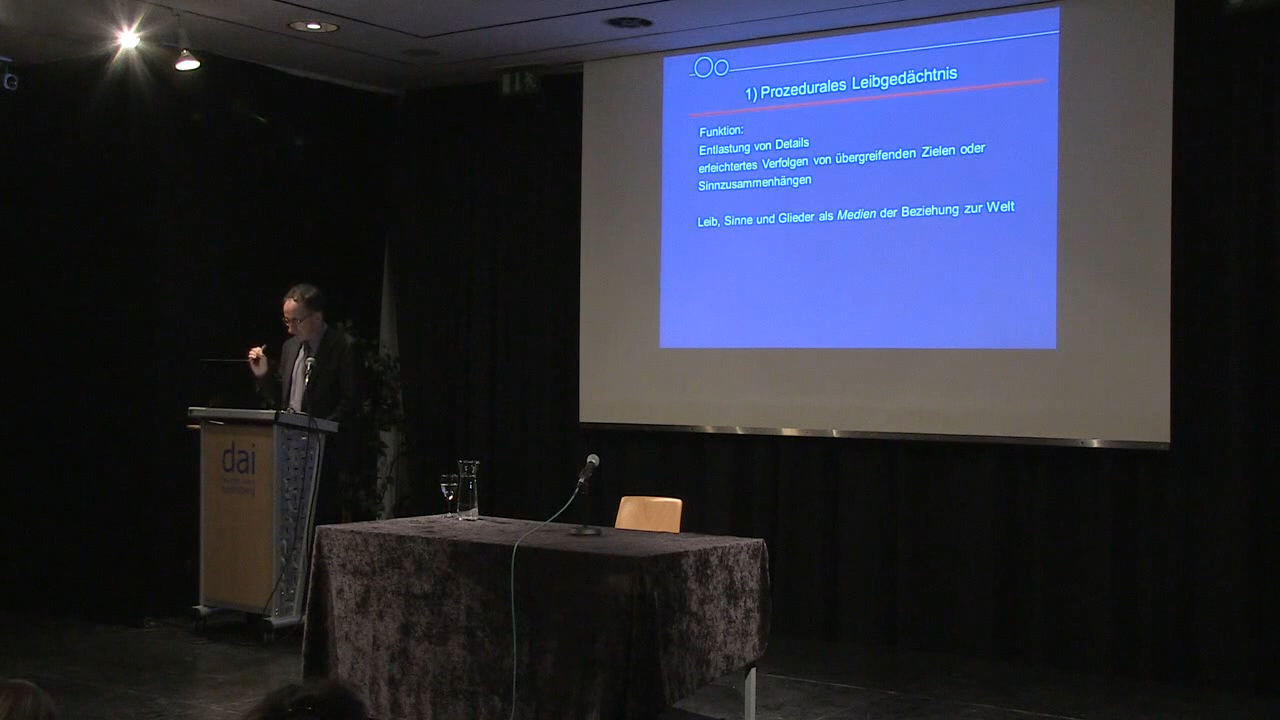 1) Prozedurales Leibgedächtnis
Funktion:
Entlastung von Details
erleichtertes Verfolgen von übergreifenden Zielen oder
Sinnzusammenhängen
Leib, Sinne und Glieder als Medien der Beziehung zur Welt
dai